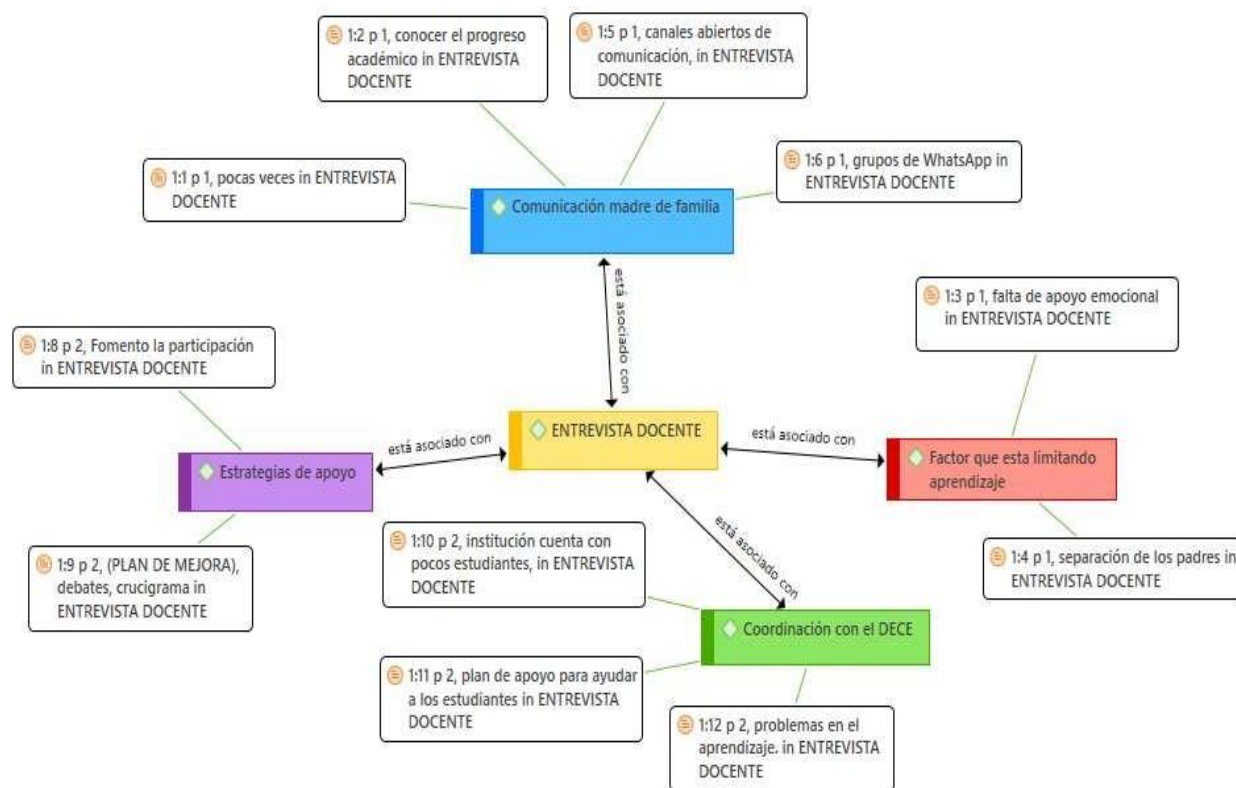 1:2 p 1, conocer el progreso
académico in ENTREVISTA
DOCENTE
1:5 p 1, canales abiertos de
comunicación, in ENTREVISTA
DOCENTE
1:1 p 1, pocas veces in ENTREVISTA
DOCENTE
1:6 p 1, grupos de WhatsApp in
ENTREVISTA DOCENTE
Comunicación madre de familia
está asociado con
1:3 p 1, falta de apoyo emocional
in ENTREVISTA DOCENTE
1:8 p 2, Fomento la participación
in ENTREVISTA DOCENTE
ENTREVISTA DOCENTE
está asociado con
está asociado con
Estrategias de apoyo
Factor que esta limitando
aprendizaje
está asociado con
1:9 p 2, (PLAN DE MEJORA),
debates, crucigrama in
ENTREVISTA DOCENTE
1:10 p 2, institución cuenta con
pocos estudiantes, in ENTREVISTA
DOCENTE
1:4 p 1, separación de los padres in
ENTREVISTA DOCENTE
Coordinación con el DECE
1:11 p 2, plan de apoyo para ayudar
a los estudiantes in ENTREVISTA
DOCENTE
1:12 p 2, problemas en el
aprendizaje. in ENTREVISTA
DOCENTE